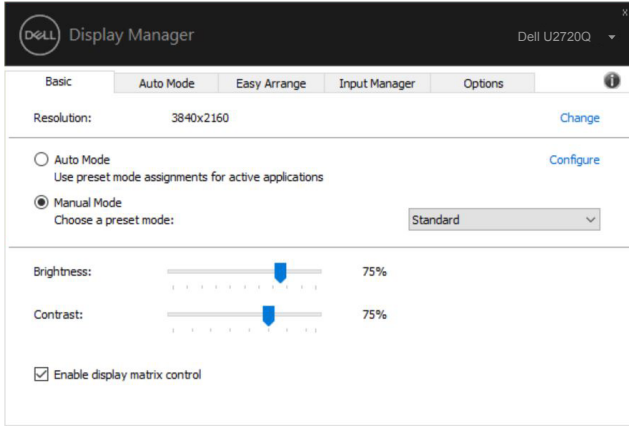 x
DELL Display Manager
Dell U2720Q
Basic Auto Mode Easy Arrange Input Manager Options
Resolution: 3840x2160 Change
Auto Mode Configure
Use preset mode assignments for active applications
Manual Mode
Choose a preset mode: Standard
Brightness: 75%
Contrast: 75%
Enable display matrix control